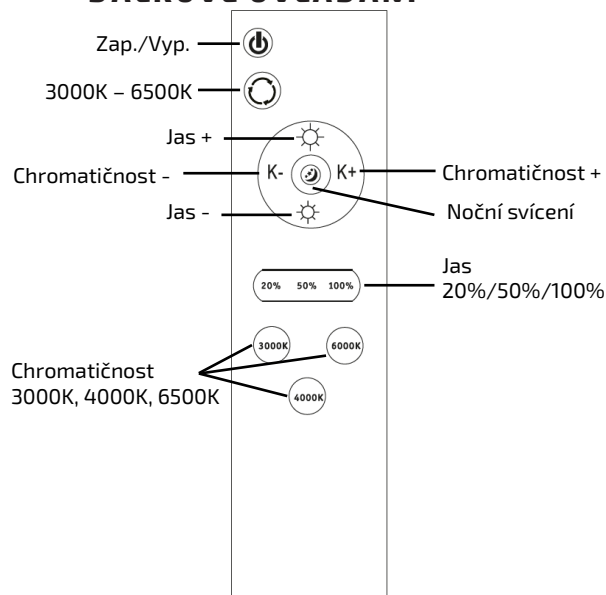 Zap./Vyp.
3000K – 6500K
Jas +
Chromatičnost -
K-
K+
Chromatičnost +
Jas -
Noční svícení
20% 50% 100%
Jas
20%/50%/100%
3000K
6000K
Chromatičnost
3000K, 4000K, 6500K
4000K